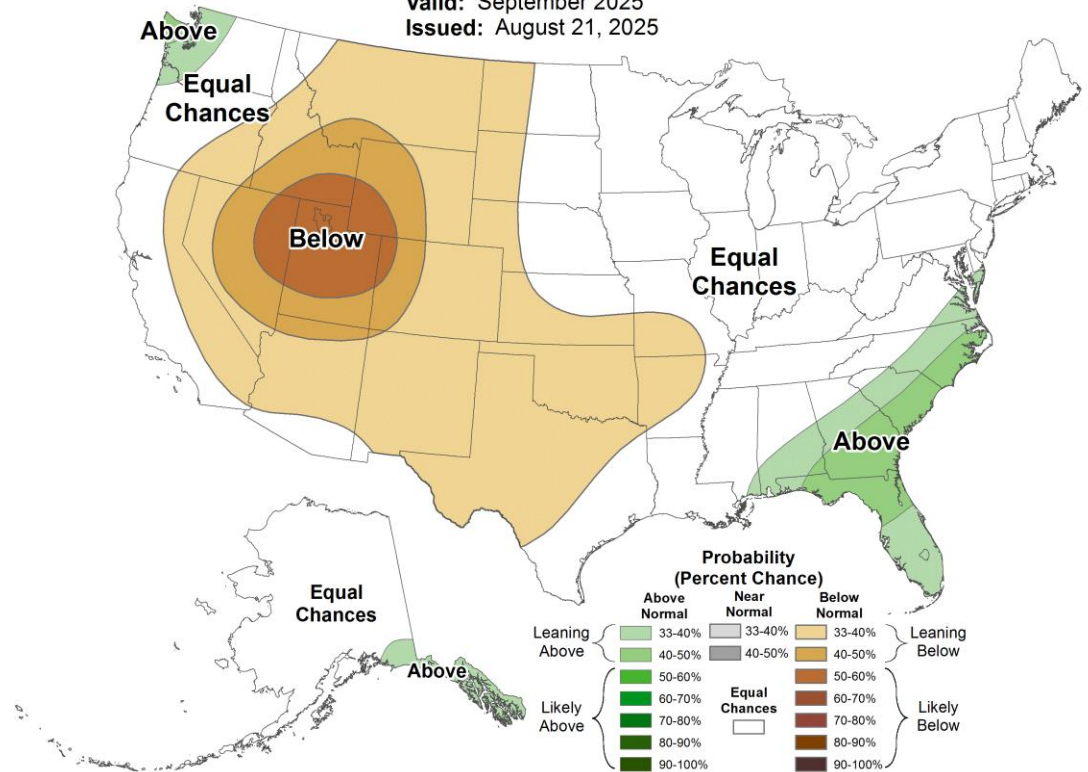 Valid: September 2025
Issued: August 21, 2025
Above
Equal
Chances
Below
Equal
Chances
Above
Equal
Chances
Above
Probability
(Percent Chance)
Above
Normal
Near
Normal
Below
Normal
Leaning
Above
33-40%
33-40%
33-40%
Leaning
Below
40-50%
40-50%
40-50%
Likely
Above
50-60%
60-70%
70-80%
80-90%
90-100%
Equal
Chances
50-60%
60-70%
70-80%
80-90%
90-100%
Likely
Below